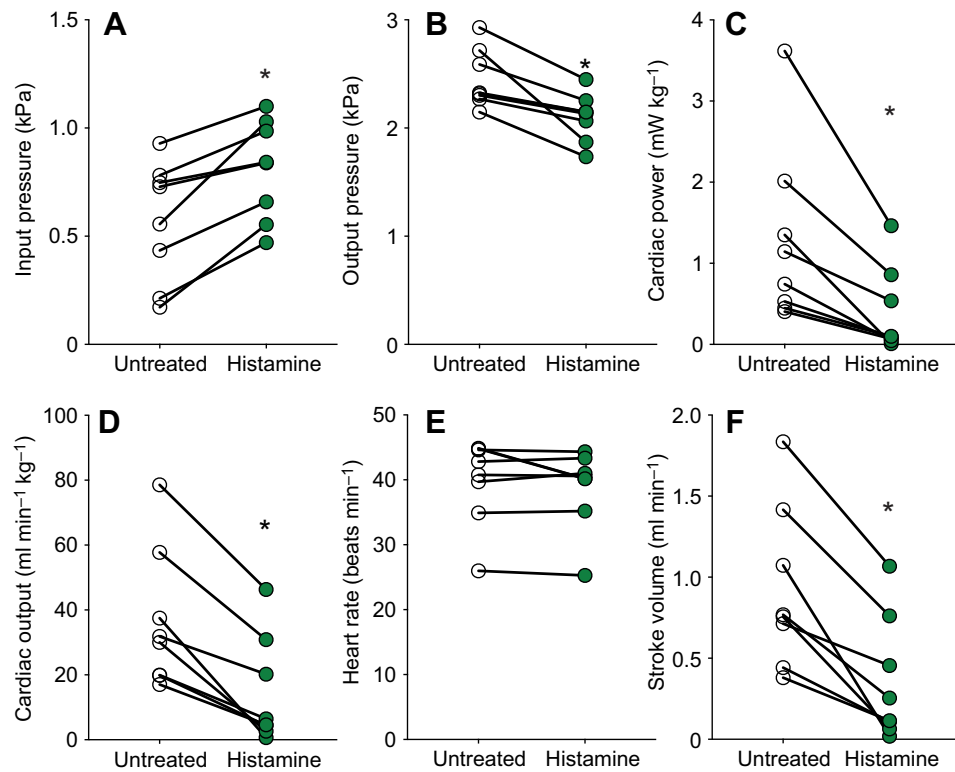 A
Input pressure (kPa)
1.5
1.0
0.5
0
*
Untreated Histamine
B
Output pressure (kPa)
3
2
1
0
*
Untreated Histamine
C
Cardiac power (mW kg⁻¹)
4
3
2
1
0
*
Untreated Histamine
D
Cardiac output (ml min⁻¹ kg⁻¹)
100
80
60
40
20
0
*
Untreated Histamine
E
Heart rate (beats min⁻¹)
50
40
30
20
10
0
Untreated Histamine
F
Stroke volume (ml min⁻¹)
2.0
1.5
1.0
0.5
0
*
Untreated Histamine